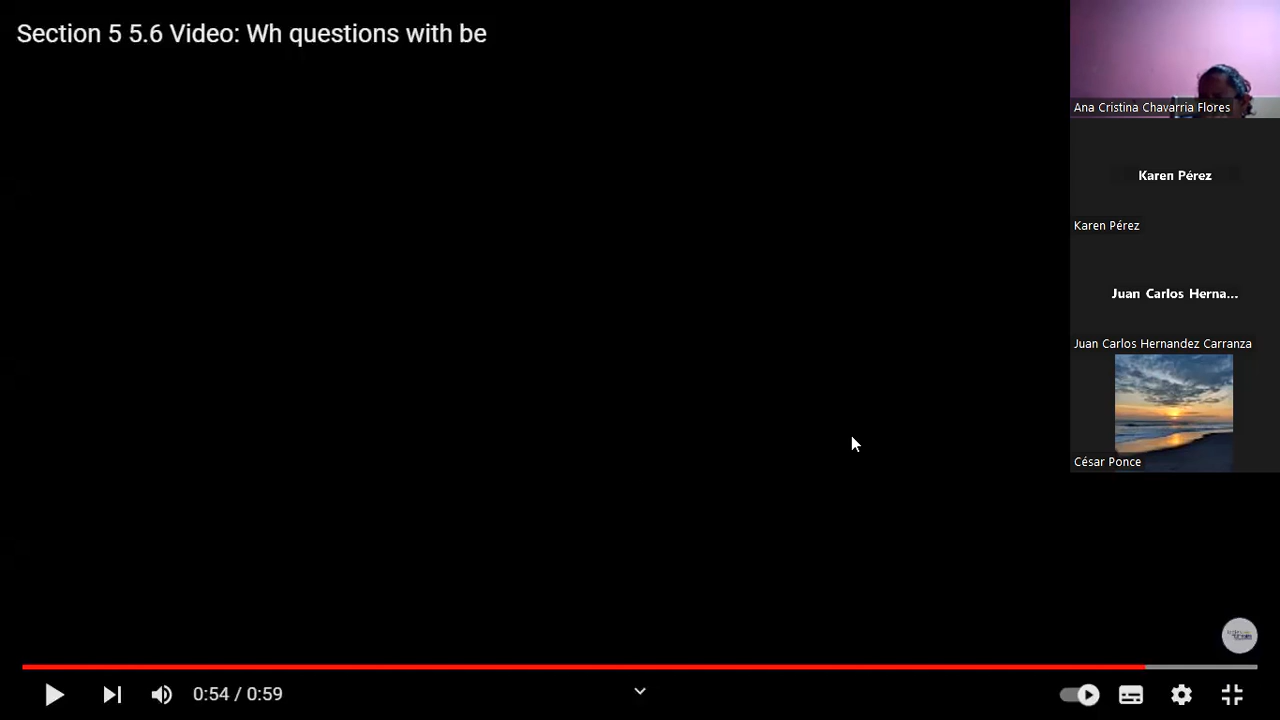 Section 5 5.6 Video: Wh questions with be
Ana Cristina Chavarria Flores
Karen Pérez
Karen Pérez
Juan Carlos Herna...
Juan Carlos Hernandez Carranza
César Ponce
0:54 / 0:59